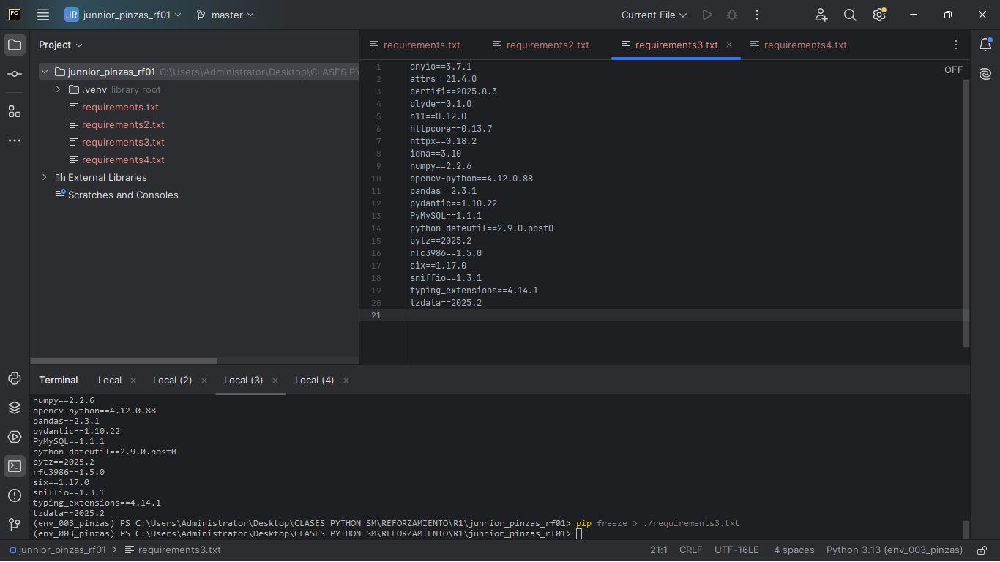 PC JR junnior_pinzas_rf01 master Current File
Project
requirements.txt requirements2.txt requirements3.txt requirements4.txt
junnior_pinzas_rf01 C:\Users\Administrator\Desktop\CLASES PY
.venv library root
requirements.txt
requirements2.txt
requirements3.txt
requirements4.txt
External Libraries
Scratches and Consoles
OFF
1 anyio==3.7.1
2 attrs==21.4.0
3 certifi==2025.8.3
4 clyde==0.1.0
5 h11==0.12.0
6 httpcore==0.13.7
7 httpx==0.18.2
8 idna==3.10
9 numpy==2.2.6
10 opencv-python==4.12.0.88
11 pandas==2.3.1
12 pydantic==1.10.22
13 PyMySQL==1.1.1
14 python-dateutil==2.9.0.post0
15 pytz==2025.2
16 rfc3986==1.5.0
17 six==1.17.0
18 sniffio==1.3.1
19 typing_extensions==4.14.1
20 tzdata==2025.2
21
Terminal Local Local (2) Local (3) Local (4)
numpy==2.2.6
opencv-python==4.12.0.88
pandas==2.3.1
pydantic==1.10.22
PyMySQL==1.1.1
python-dateutil==2.9.0.post0
pytz==2025.2
rfc3986==1.5.0
six==1.17.0
sniffio==1.3.1
typing_extensions==4.14.1
tzdata==2025.2
(env_003_pinzas) PS C:\Users\Administrator\Desktop\CLASES PYTHON SM\REFORZAMIENTO\R1\junnior_pinzas_rf01> pip freeze > ./requirements3.txt
(env_003_pinzas) PS C:\Users\Administrator\Desktop\CLASES PYTHON SM\REFORZAMIENTO\R1\junnior_pinzas_rf01>
junnior_pinzas_rf01 > requirements3.txt 21:1 CRLF UTF-16LE 4 spaces Python 3.13 (env_003_pinzas)